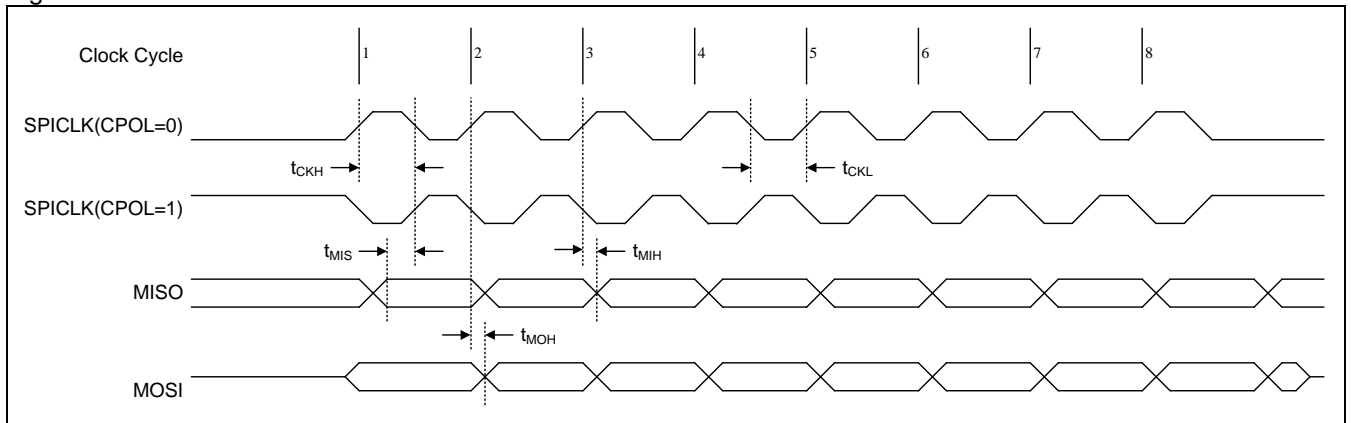 Clock Cycle 1 2 3 4 5 6 7 8
SPICLK(CPOL=0)
tCKH tCKL
SPICLK(CPOL=1)
tMIS tMIH
MISO
tMOH
MOSI